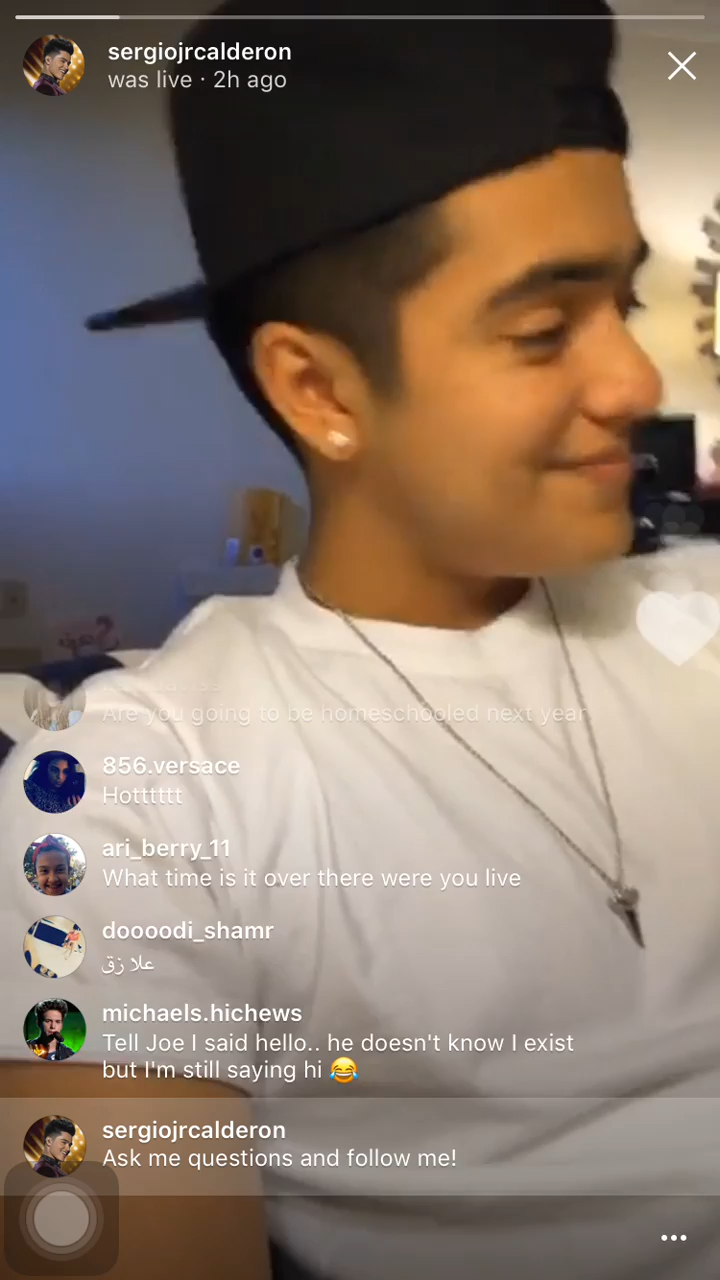 sergiojrcalderon
was live · 2h ago
Are you going to be homeschooled next year
856.versace
Hotttttt
ari_berry_11
What time is it over there were you live
doooodi_shamr
علا زق
michaels.hichews
Tell Joe I said hello.. he doesn't know I exist
but I'm still saying hi 😂
sergiojrcalderon
Ask me questions and follow me!